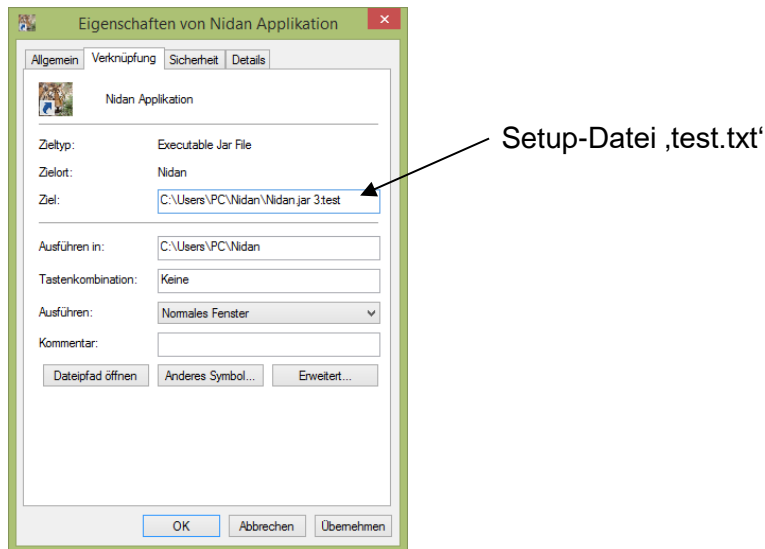 Eigenschaften von Nidan Applikation
Allgemein Verknüpfung Sicherheit Details
Nidan Applikation
Zieltyp: Executable Jar File
Zielort: Nidan
Ziel: C:\Users\PC\Nidan\Nidan.jar 3:test
Setup-Datei ‚test.txt‘
Ausführen in: C:\Users\PC\Nidan
Tastenkombination: Keine
Ausführen: Normales Fenster
Kommentar:
Dateipfad öffnen Anderes Symbol... Erweitert...
OK Abbrechen Übernehmen